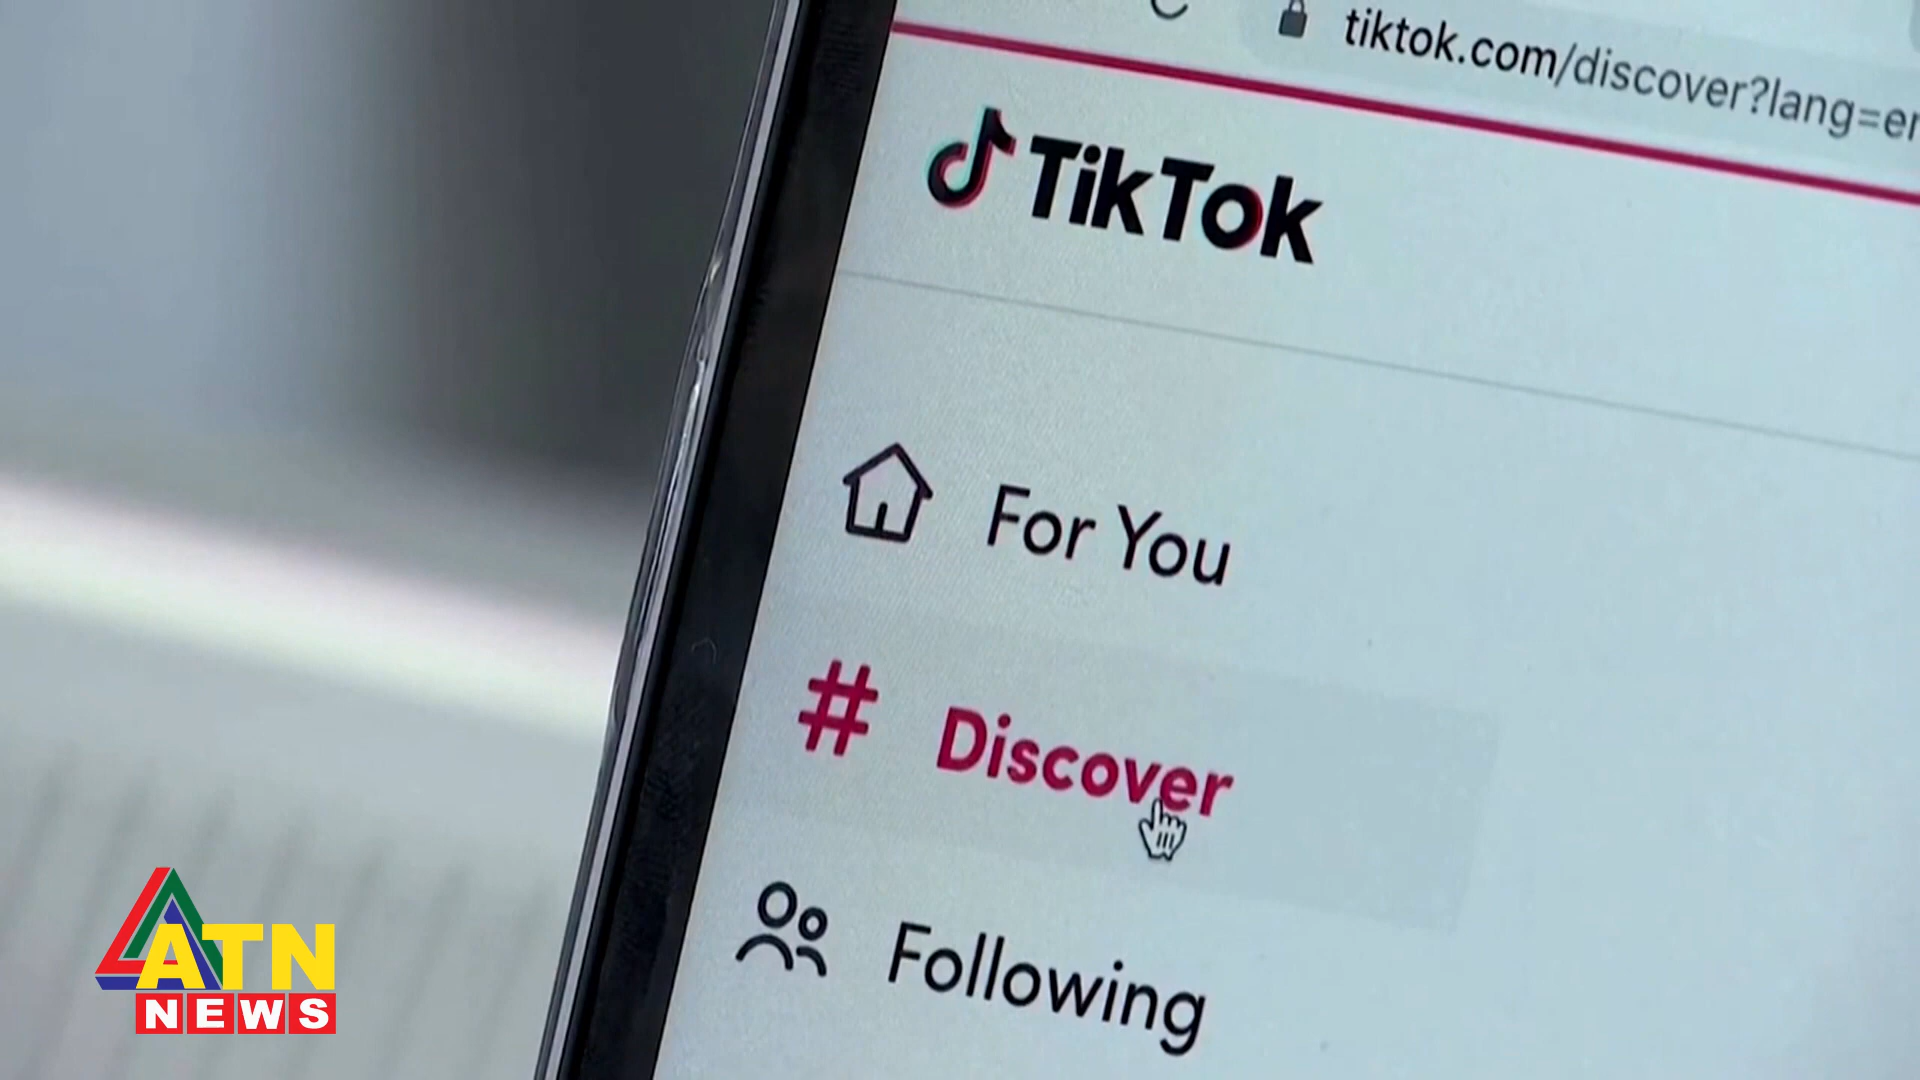 tiktok.com/discover?lang=en
TikTok
For You
# Discover
Following
ATN
NEWS